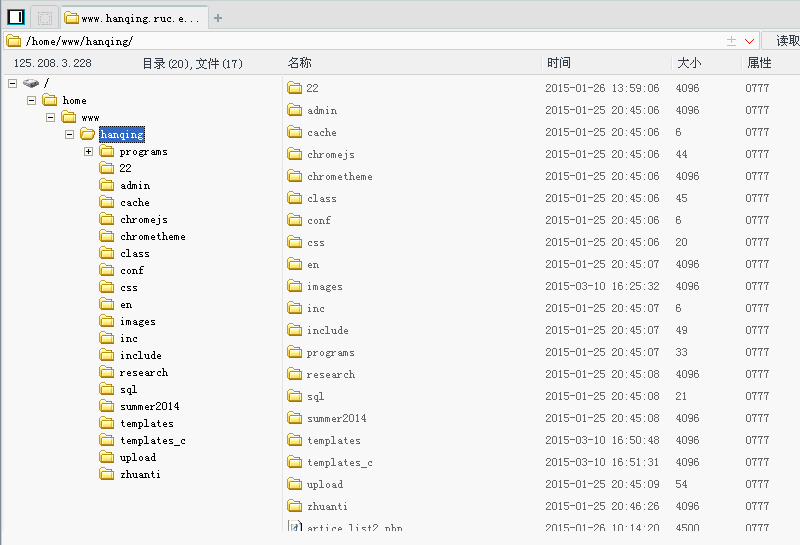 www.hanqing.ruc.e...
/home/www/hanqing/
读取
125.208.3.228 目录(20),文件(17) 名称 时间 大小 属性
/
home
www
hanqing
programs
22
admin
cache
chromejs
chrometheme
class
conf
css
en
images
inc
include
research
sql
summer2014
templates
templates_c
upload
zhuanti
22 2015-01-26 13:59:06 4096 0777
admin 2015-01-25 20:45:06 4096 0777
cache 2015-01-25 20:45:06 6 0777
chromejs 2015-01-25 20:45:06 44 0777
chrometheme 2015-01-25 20:45:06 4096 0777
class 2015-01-25 20:45:06 45 0777
conf 2015-01-25 20:45:06 6 0777
css 2015-01-25 20:45:06 20 0777
en 2015-01-25 20:45:07 4096 0777
images 2015-03-10 16:25:32 4096 0777
inc 2015-01-25 20:45:07 6 0777
include 2015-01-25 20:45:07 49 0777
programs 2015-01-25 20:45:07 33 0777
research 2015-01-25 20:45:08 4096 0777
sql 2015-01-25 20:45:08 21 0777
summer2014 2015-01-25 20:45:08 4096 0777
templates 2015-03-10 16:50:48 4096 0777
templates_c 2015-03-10 16:51:31 4096 0777
upload 2015-01-25 20:45:09 54 0777
zhuanti 2015-01-25 20:46:26 4096 0777
artice_list2.php 2015-01-26 10:14:20 4500 0777